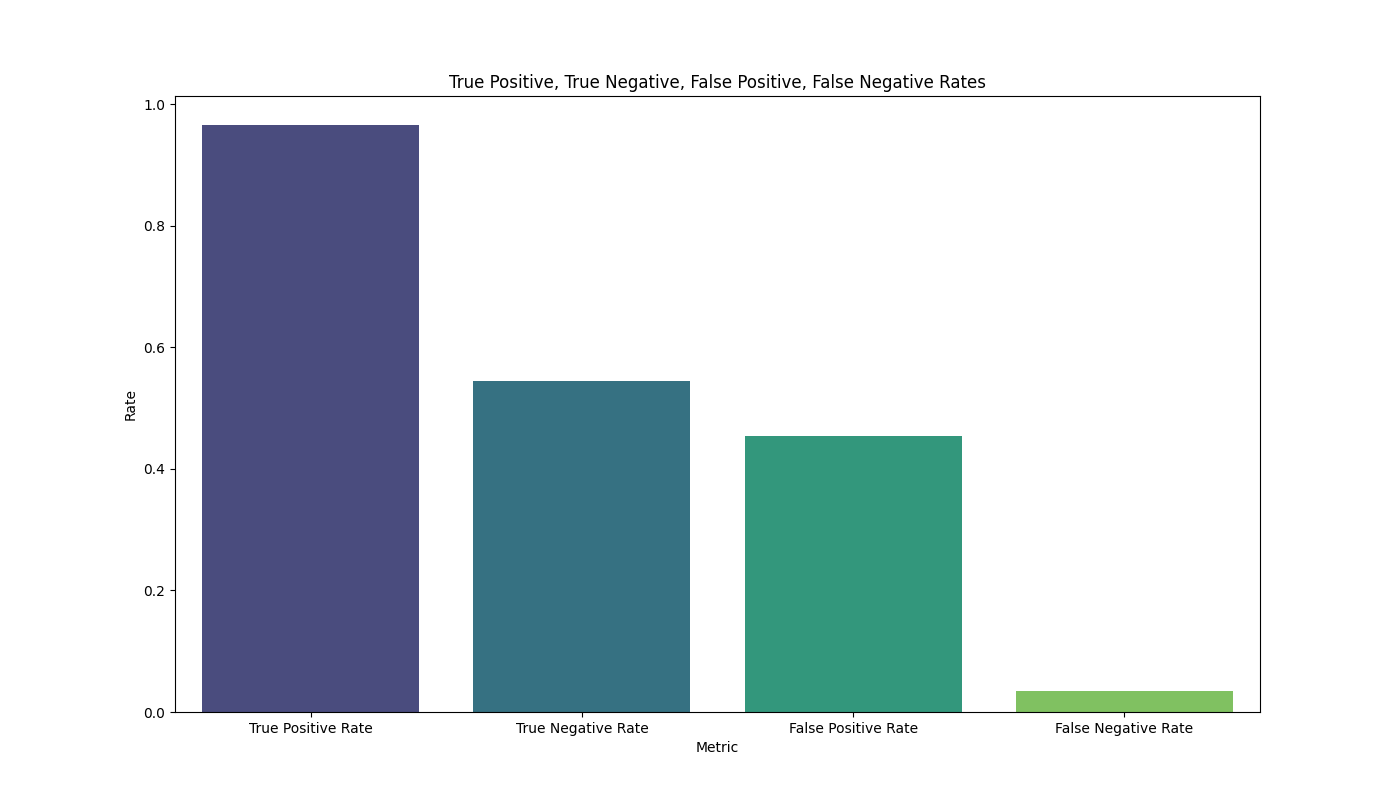 True Positive, True Negative, False Positive, False Negative Rates
1.0
0.8
0.6
0.4
0.2
0.0
Rate
True Positive Rate
True Negative Rate
False Positive Rate
False Negative Rate
Metric